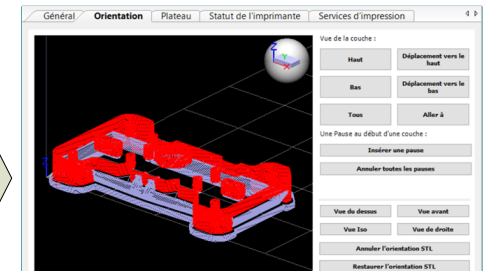 Général Orientation Plateau Statut de l'imprimante Services d'impression
Vue de la couche :
Haut
Déplacement vers le
haut
Bas
Déplacement vers le
bas
Tous
Aller à
Une Pause au début d'une couche :
Insérer une pause
Annuler toutes les pauses
Vue du dessus
Vue avant
Vue Iso
Vue de droite
Annuler l'orientation STL
Restaurer l'orientation STL
Z
Y
X
Z